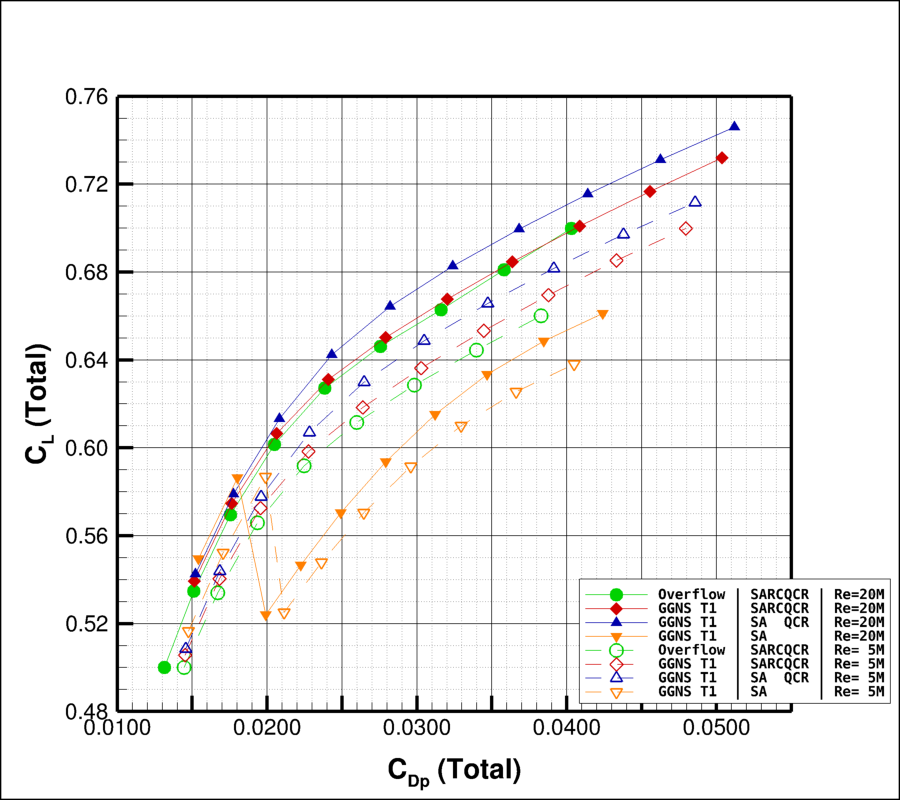 0.76
0.72
0.68
0.64
0.60
0.56
0.52
0.48
C_L (Total)
0.0100 0.0200 0.0300 0.0400 0.0500
C_Dp (Total)
Overflow | SARCQCR | Re=20M
GGNS T1 | SARCQCR | Re=20M
GGNS T1 | SA QCR | Re=20M
GGNS T1 | SA | Re=20M
Overflow | SARCQCR | Re= 5M
GGNS T1 | SARCQCR | Re= 5M
GGNS T1 | SA QCR | Re= 5M
GGNS T1 | SA | Re= 5M